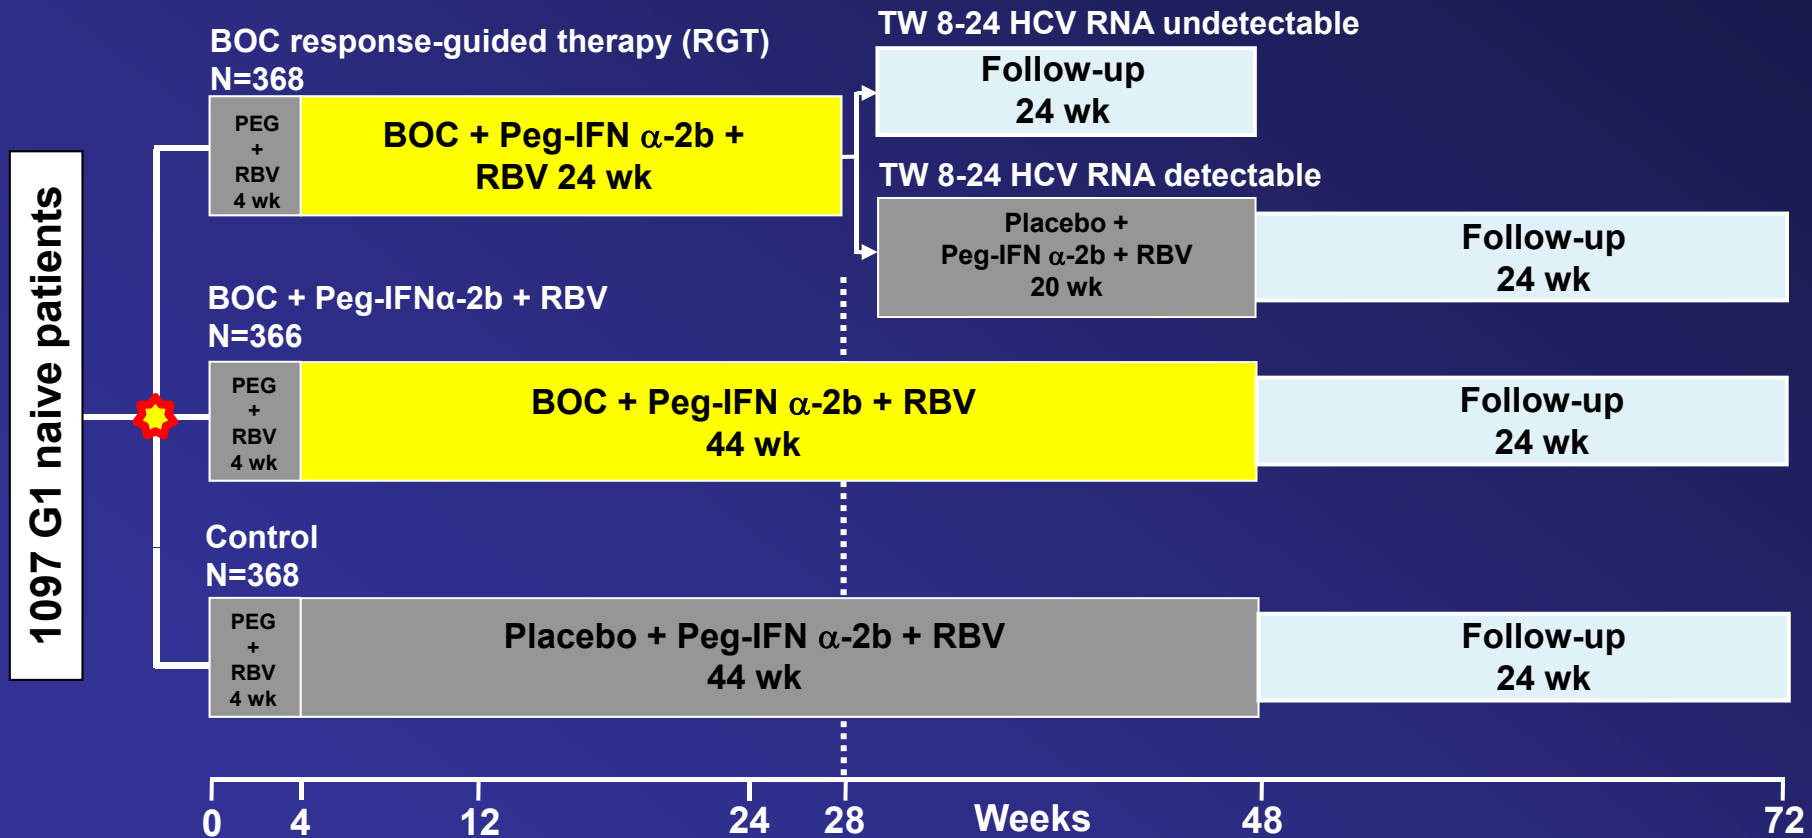 1097 G1 naive patients
BOC response-guided therapy (RGT)
N=368
PEG
+
RBV
4 wk
BOC + Peg-IFN α-2b +
RBV 24 wk
TW 8-24 HCV RNA undetectable
Follow-up
24 wk
TW 8-24 HCV RNA detectable
Placebo +
Peg-IFN α-2b + RBV
20 wk
Follow-up
24 wk
BOC + Peg-IFNα-2b + RBV
N=366
PEG
+
RBV
4 wk
BOC + Peg-IFN α-2b + RBV
44 wk
Follow-up
24 wk
Control
N=368
PEG
+
RBV
4 wk
Placebo + Peg-IFN α-2b + RBV
44 wk
Follow-up
24 wk
0 4 12 24 28 Weeks 48 72